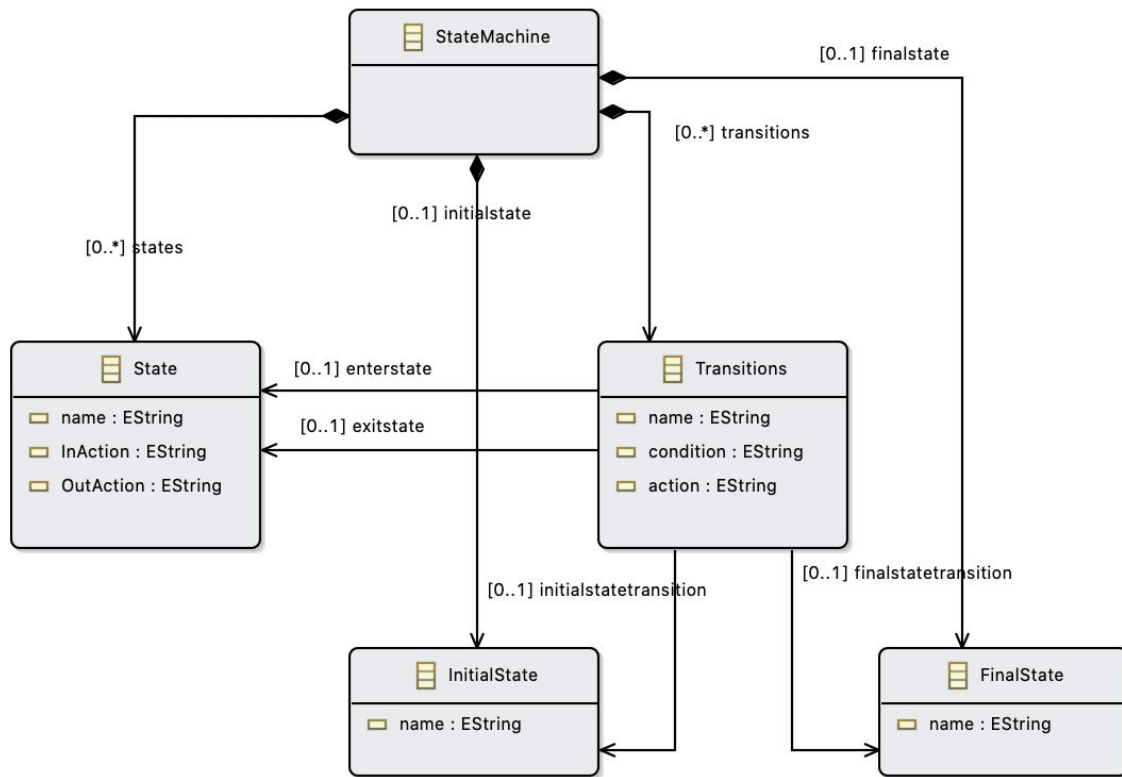 StateMachine
[0..1] finalstate
[0..*] transitions
[0..1] initialstate
[0..*] states
State
name : EString
InAction : EString
OutAction : EString
[0..1] enterstate
[0..1] exitstate
Transitions
name : EString
condition : EString
action : EString
[0..1] initialstatetransition
[0..1] finalstatetransition
InitialState
name : EString
FinalState
name : EString